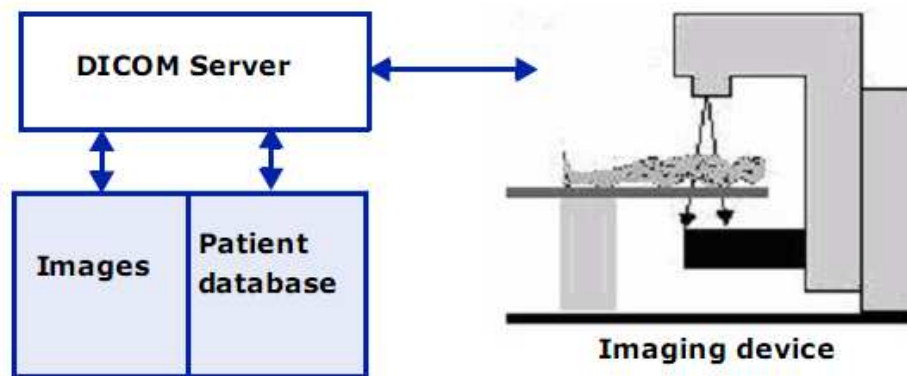 DICOM Server
Images
Patient
database
Imaging device